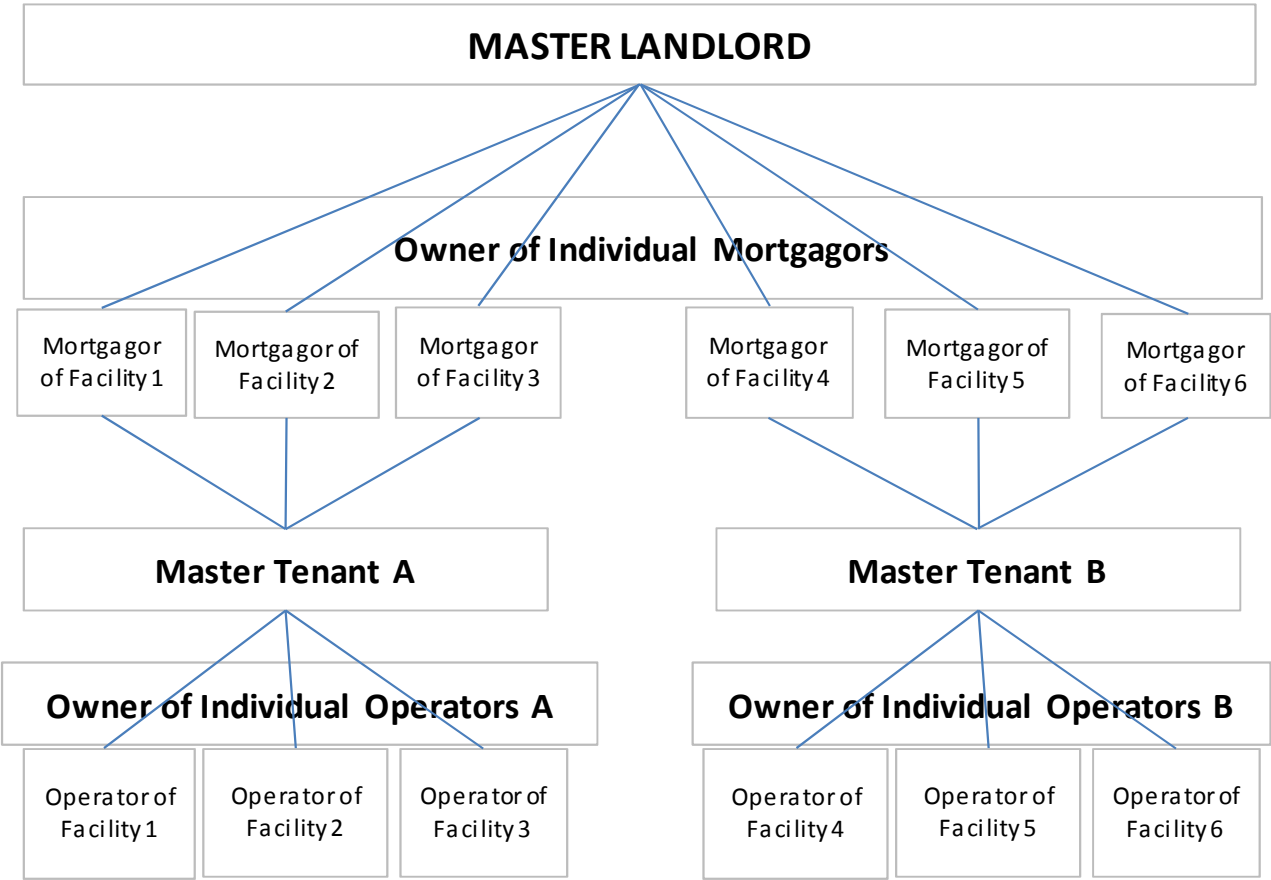 MASTER LANDLORD
Owner of Individual Mortgagors
Mortgagor
of Facility 1
Mortgagor of
Facility 2
Mortgagor
of Facility 3
Mortgagor
of Facility 4
Mortgagor of
Facility 5
Mortgagor
of Facility 6
Master Tenant A
Master Tenant B
Owner of Individual Operators A
Owner of Individual Operators B
Operator of
Facility 1
Operator of
Facility 2
Operator of
Facility 3
Operator of
Facility 4
Operator of
Facility 5
Operator of
Facility 6